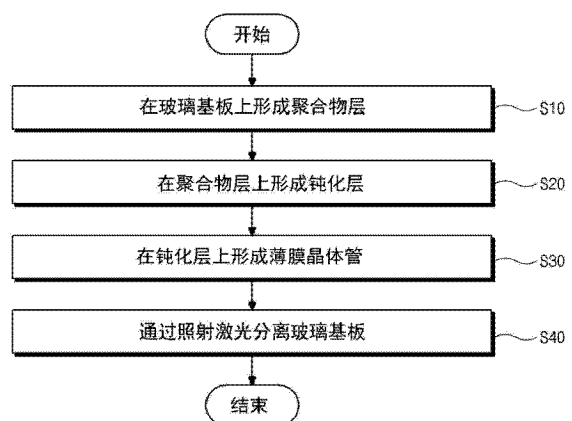 开始
在玻璃基板上形成聚合物层
S10
在聚合物层上形成钝化层
S20
在钝化层上形成薄膜晶体管
S30
通过照射激光分离玻璃基板
S40
结束